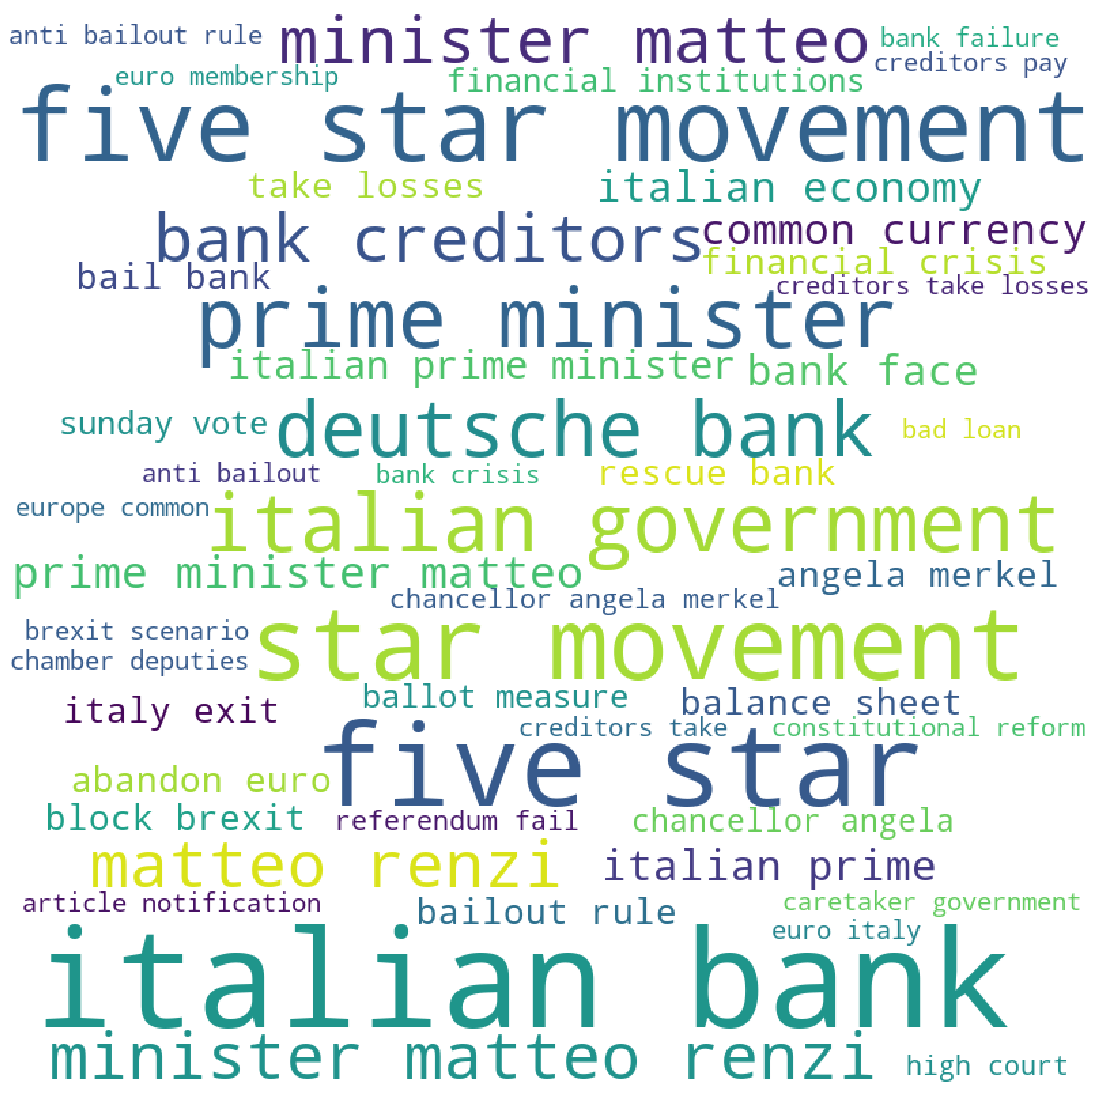 anti bailout rule
minister matteo
bank failure
creditors pay
euro membership
financial institutions
five star movement
take losses
italian economy
bank creditors
common currency
financial crisis
bail bank
creditors take losses
prime minister
italian prime minister
bank face
sunday vote
deutsche bank
bad loan
anti bailout
bank crisis
rescue bank
europe common
italian government
prime minister matteo
angela merkel
chancellor angela merkel
brexit scenario
star movement
chamber deputies
ballot measure
balance sheet
italy exit
creditors take
constitutional reform
five star
abandon euro
block brexit
referendum fail
chancellor angela
matteo renzi
italian prime
article notification
bailout rule
caretaker government
euro italy
italian bank
minister matteo renzi
high court